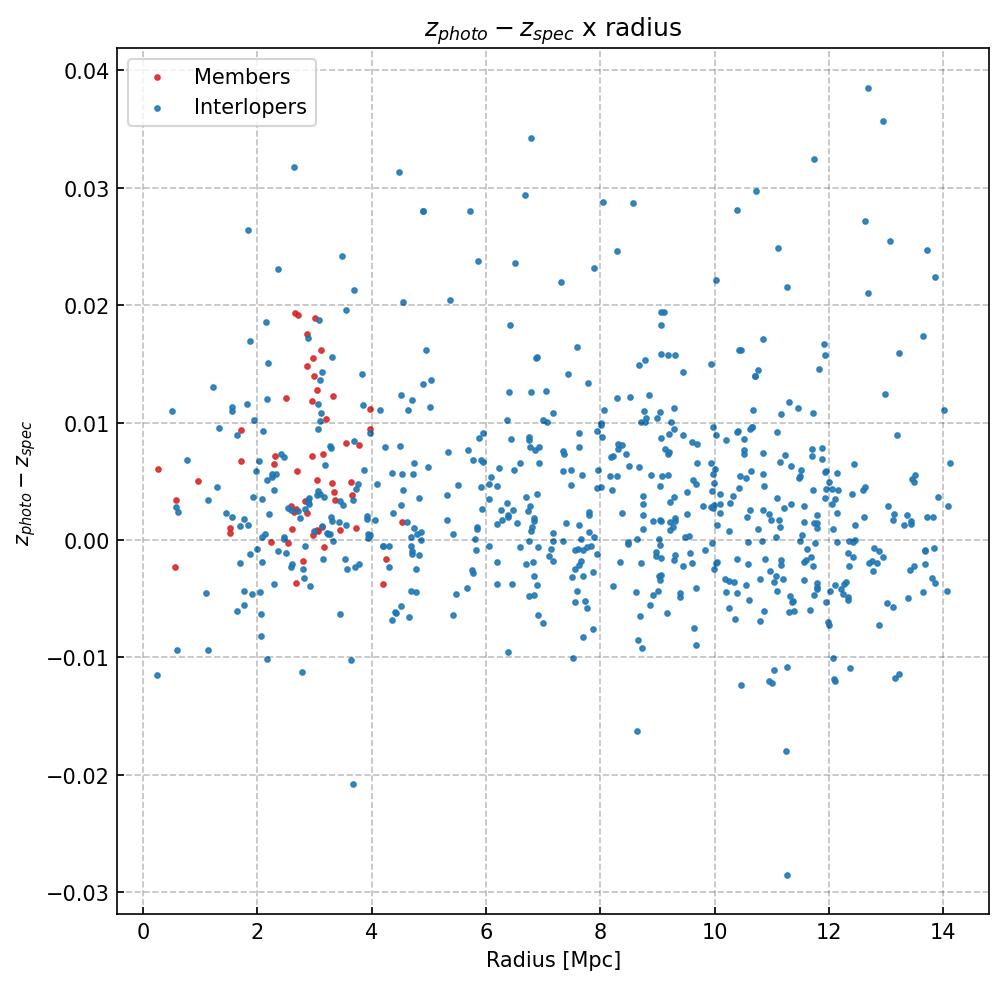 z_photo − z_spec x radius
Members
Interlopers
0.04
0.03
0.02
0.01
0.00
−0.01
−0.02
−0.03
z_photo − z_spec
0 2 4 6 8 10 12 14
Radius [Mpc]